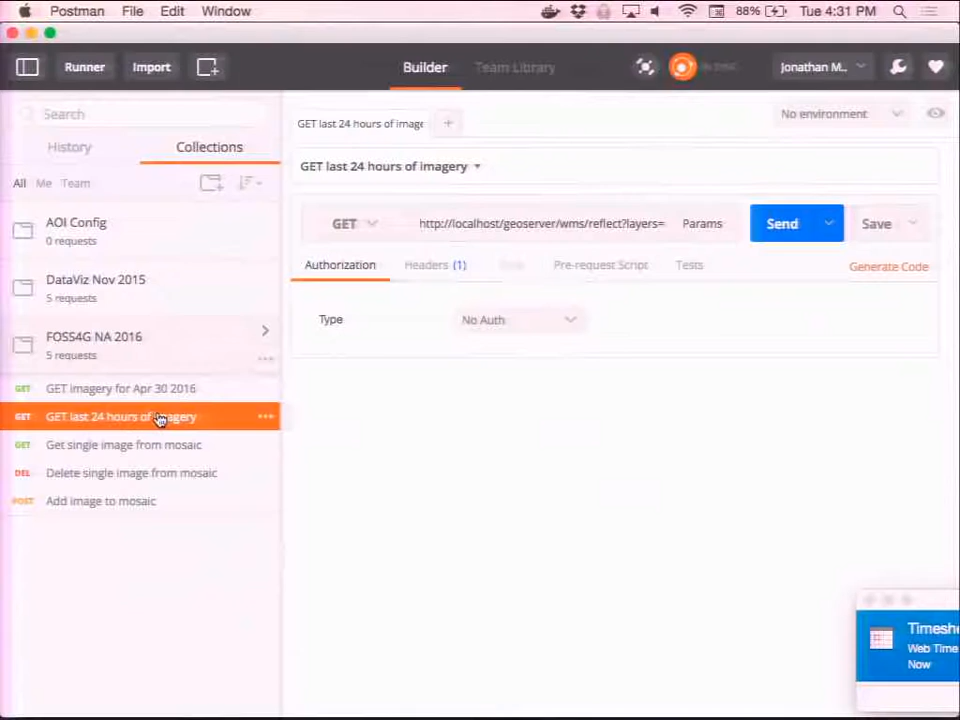 Postman File Edit Window 88% Tue 4:31 PM
Runner Import Builder Team Library Jonathan M..
Search
History Collections
All Me Team
AOI Config
0 requests
DataViz Nov 2015
5 requests
FOSS4G NA 2016
5 requests
GET GET imagery for Apr 30 2016
GET GET last 24 hours of imagery
GET Get single image from mosaic
DEL Delete single image from mosaic
POST Add image to mosaic
GET last 24 hours of image +
No environment
GET last 24 hours of imagery
GET http://localhost/geoserver/wms/reflect?layers= Params Send Save
Authorization Headers (1) Pre-request Script Tests Generate Code
Type No Auth
Timeshe
Web Time
Now